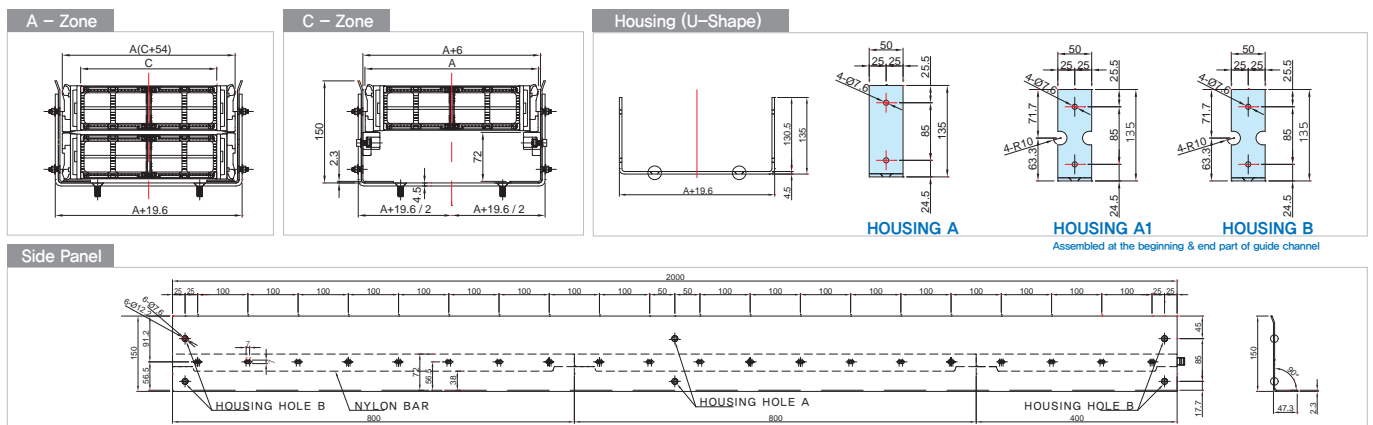 A - Zone
A(C+54)
C
A+19.6
C - Zone
A+6
A
150
2.3
72
4.5
A+19.6 / 2
A+19.6 / 2
Housing (U-Shape)
130.5
135
A+19.6
4.5
50
25 25
25.5
4-Ø7.6
85
135
24.5
HOUSING A
50
25 25
25.5
4-Ø7.6
71.7
4-R10
63.3
85
135
24.5
HOUSING A1
50
25 25
25.5
4-Ø7.6
71.7
4-R10
63.3
85
135
24.5
HOUSING B
Assembled at the beginning & end part of guide channel
Side Panel
2000
25 25 100 100 100 100 100 100 100 100 100 50 50 100 100 100 100 100 100 100 100 100 25 25
6-Ø7.6
6-Ø12.2
150
91.2
56.5
7
7
72
56.5
38
45
85
17.7
HOUSING HOLE B
NYLON BAR
HOUSING HOLE A
HOUSING HOLE B
800
800
400
150
90°
47.3
2.3